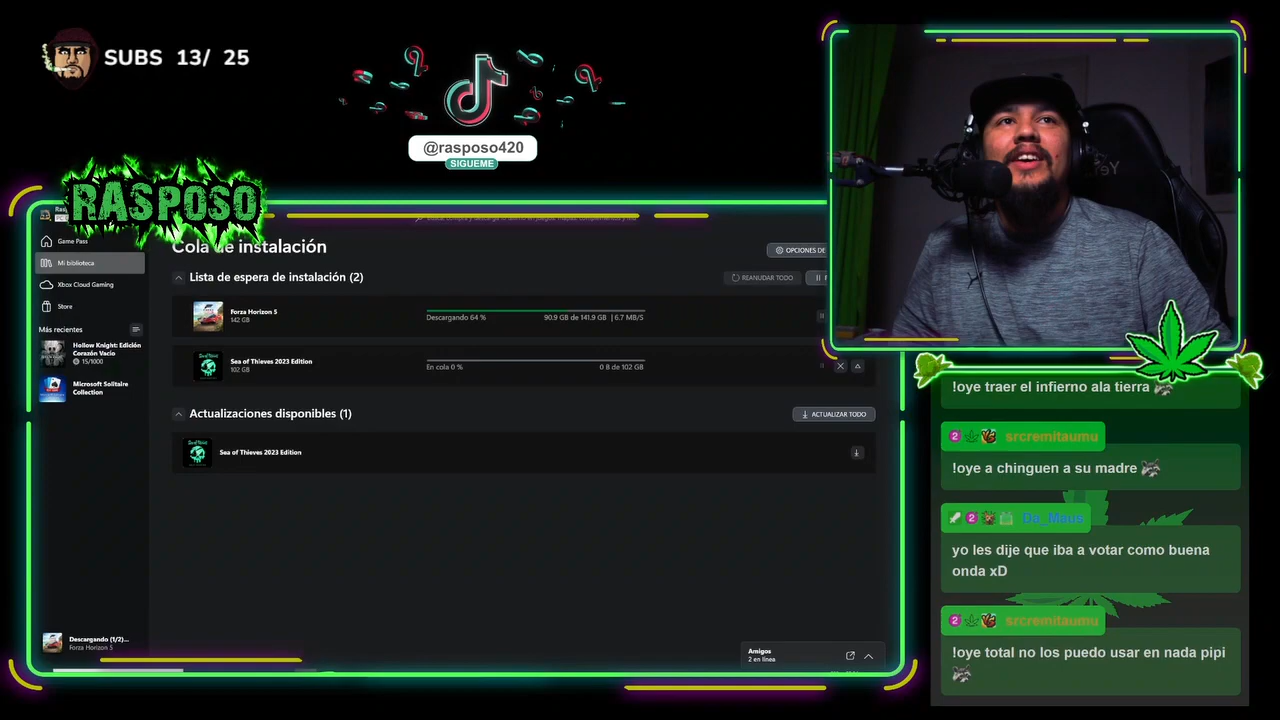 SUBS 13/ 25
@rasposo420
SIGUEME
RASPOSO
Game Pass
Mi biblioteca
Xbox Cloud Gaming
Store
Más recientes
Hollow Knight: Edición
Corazón Vacío
15/1000
Microsoft Solitaire
Collection
Descargando (1/2)...
Forza Horizon 5
Cola de instalación
OPCIONES DE
Lista de espera de instalación (2)
REANUDAR TODO
Forza Horizon 5
142 GB
Descargando 64 %
90.9 GB de 141.9 GB | 6.7 MB/S
Sea of Thieves 2023 Edition
102 GB
En cola 0 %
0 B de 102 GB
Actualizaciones disponibles (1)
ACTUALIZAR TODO
Sea of Thieves 2023 Edition
Amigos
2 en línea
!oye traer el infierno ala tierra
2 srcremitaumu
!oye a chinguen a su madre
2 Da_Meus
yo les dije que iba a votar como buena
onda xD
2 srcremitaumu
!oye total no los puedo usar en nada pipi